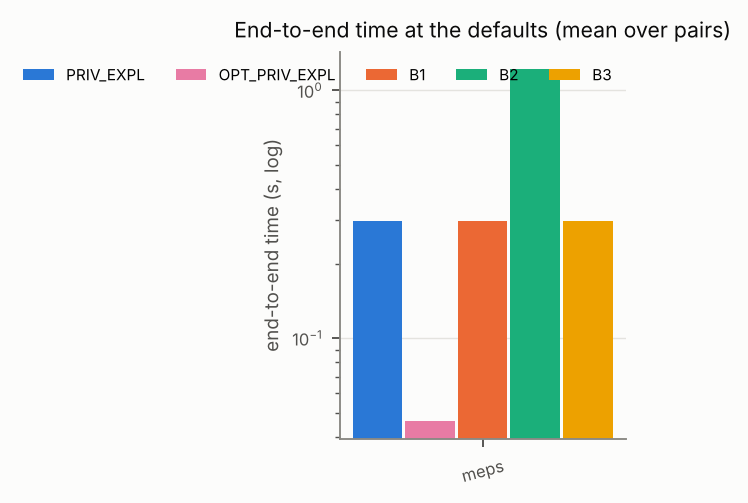 End-to-end time at the defaults (mean over pairs)
PRIV_EXPL OPT_PRIV_EXPL B1 B2 B3
10⁰
end-to-end time (s, log)
10⁻¹
meps